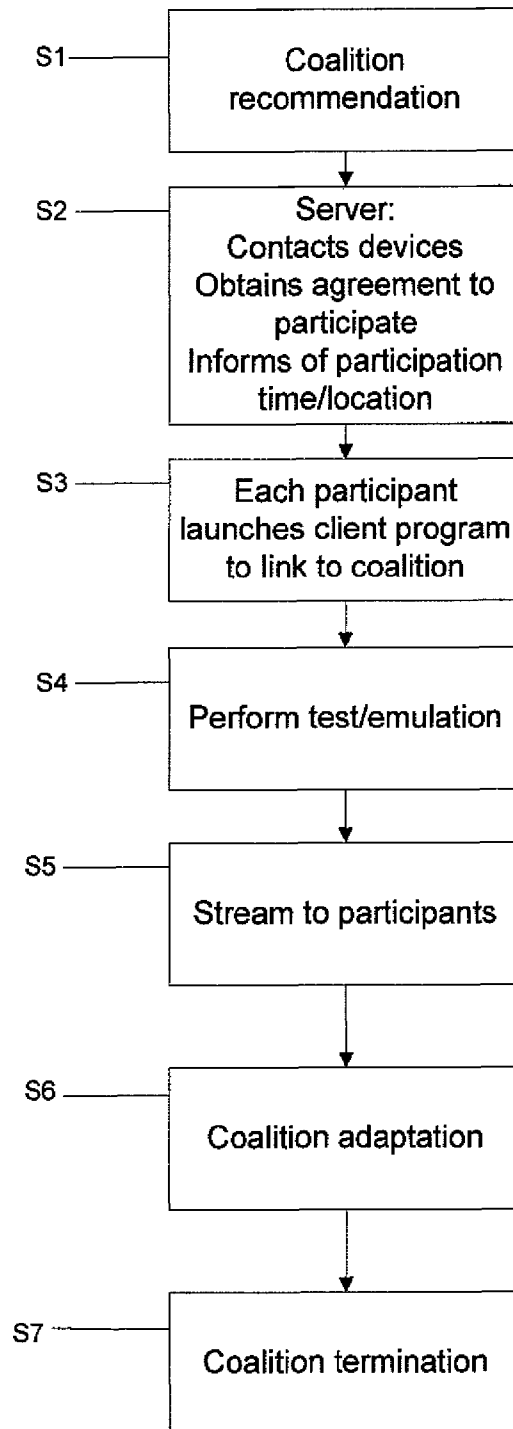 S1
Coalition
recommendation
S2
Server:
Contacts devices
Obtains agreement to
participate
Informs of participation
time/location
S3
Each participant
launches client program
to link to coalition
S4
Perform test/emulation
S5
Stream to participants
S6
Coalition adaptation
S7
Coalition termination